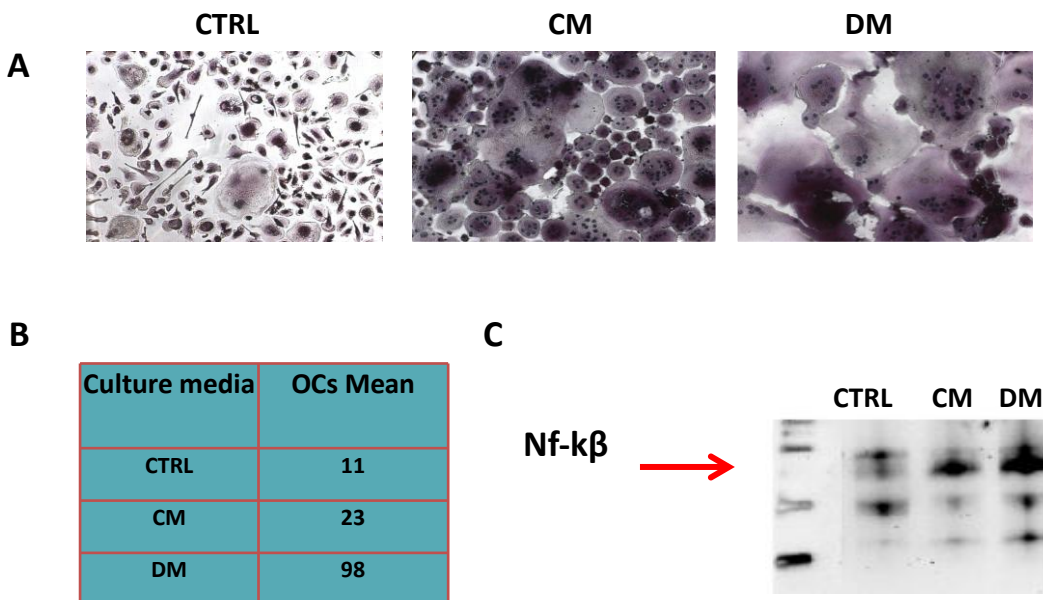 CTRL CM DM
A
B
Culture media OCs Mean
CTRL 11
CM 23
DM 98
C
CTRL CM DM
Nf-kβ